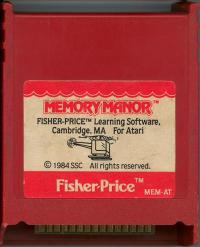 MEMORY MANOR™
FISHER-PRICE™ Learning Software,
Cambridge. MA For Atari
© 1984 SSC All rights reserved.
Fisher-Price™
MEM-AT